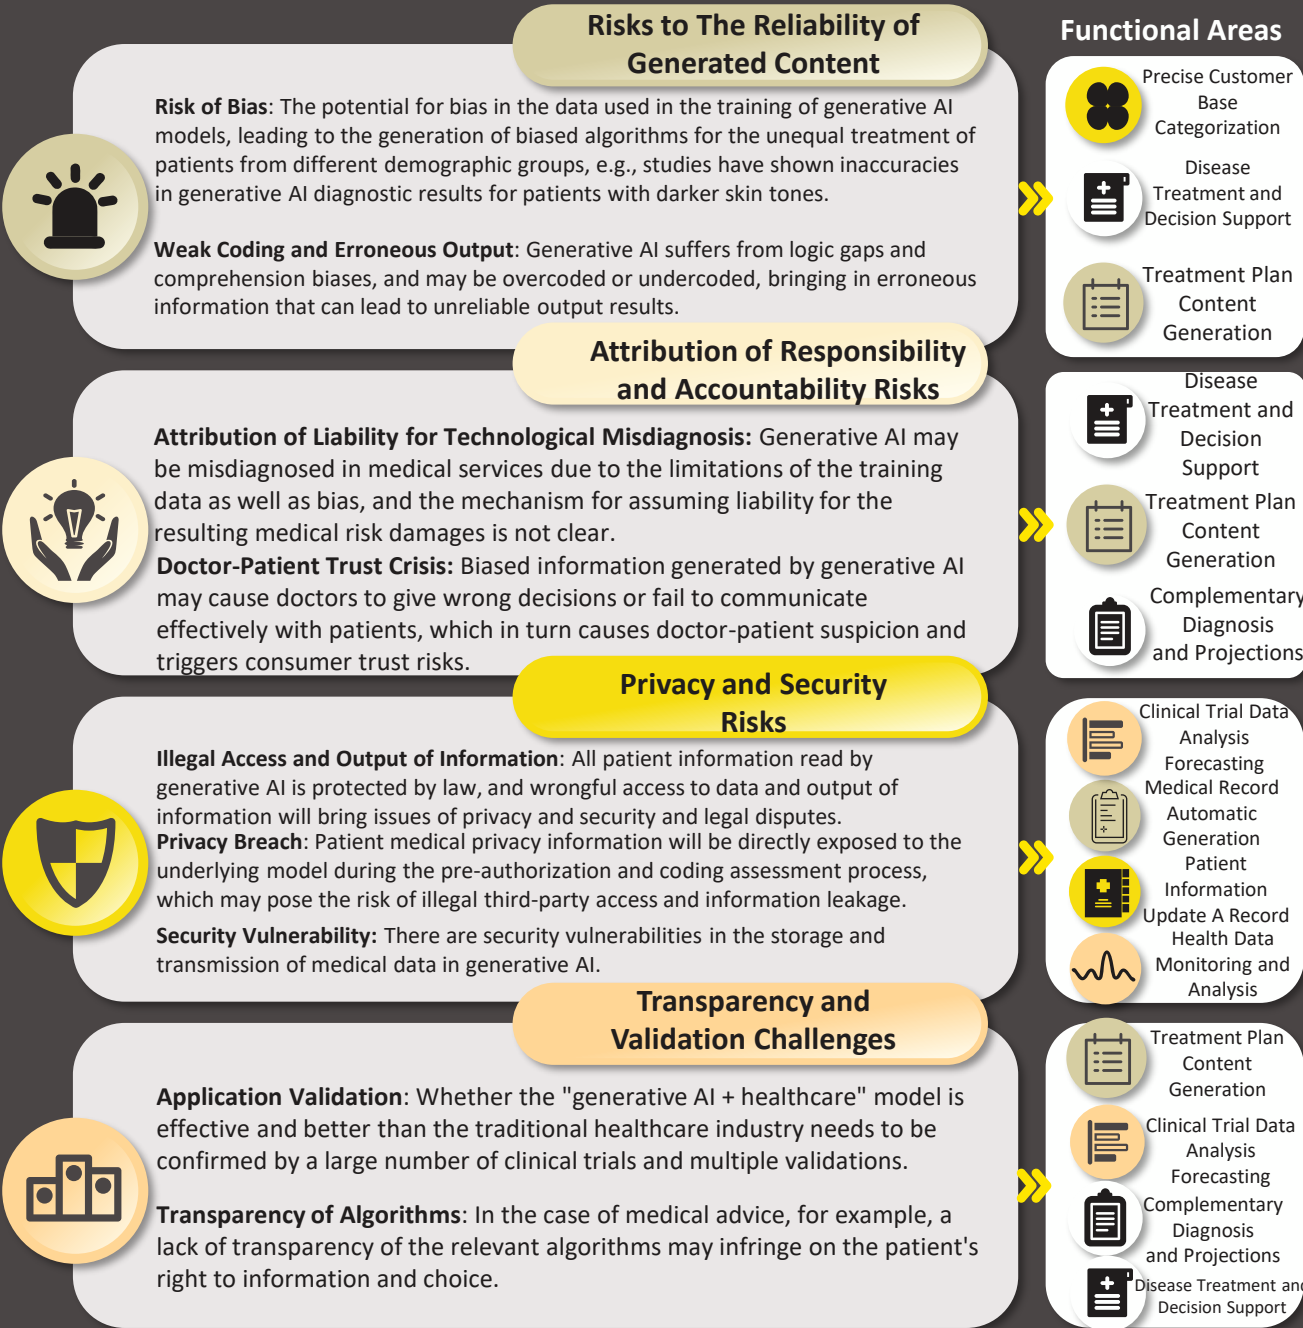 Risks to The Reliability of
Generated Content
Functional Areas
Risk of Bias: The potential for bias in the data used in the training of generative AI
models, leading to the generation of biased algorithms for the unequal treatment of
patients from different demographic groups, e.g., studies have shown inaccuracies
in generative AI diagnostic results for patients with darker skin tones.
Weak Coding and Erroneous Output: Generative AI suffers from logic gaps and
comprehension biases, and may be overcoded or undercoded, bringing in erroneous
information that can lead to unreliable output results.
Precise Customer
Base
Categorization
Disease
Treatment and
Decision Support
Treatment Plan
Content
Generation
Attribution of Responsibility
and Accountability Risks
Attribution of Liability for Technological Misdiagnosis: Generative AI may
be misdiagnosed in medical services due to the limitations of the training
data as well as bias, and the mechanism for assuming liability for the
resulting medical risk damages is not clear.
Doctor-Patient Trust Crisis: Biased information generated by generative AI
may cause doctors to give wrong decisions or fail to communicate
effectively with patients, which in turn causes doctor-patient suspicion and
triggers consumer trust risks.
Disease
Treatment and
Decision
Support
Treatment Plan
Content
Generation
Complementary
Diagnosis
and Projections
Privacy and Security
Risks
Illegal Access and Output of Information: All patient information read by
generative AI is protected by law, and wrongful access to data and output of
information will bring issues of privacy and security and legal disputes.
Privacy Breach: Patient medical privacy information will be directly exposed to the
underlying model during the pre-authorization and coding assessment process,
which may pose the risk of illegal third-party access and information leakage.
Security Vulnerability: There are security vulnerabilities in the storage and
transmission of medical data in generative AI.
Clinical Trial Data
Analysis
Forecasting
Medical Record
Automatic
Generation
Patient
Information
Update A Record
Health Data
Monitoring and
Analysis
Transparency and
Validation Challenges
Application Validation: Whether the "generative AI + healthcare" model is
effective and better than the traditional healthcare industry needs to be
confirmed by a large number of clinical trials and multiple validations.
Transparency of Algorithms: In the case of medical advice, for example, a
lack of transparency of the relevant algorithms may infringe on the patient's
right to information and choice.
Treatment Plan
Content
Generation
Clinical Trial Data
Analysis
Forecasting
Complementary
Diagnosis
and Projections
Disease Treatment and
Decision Support